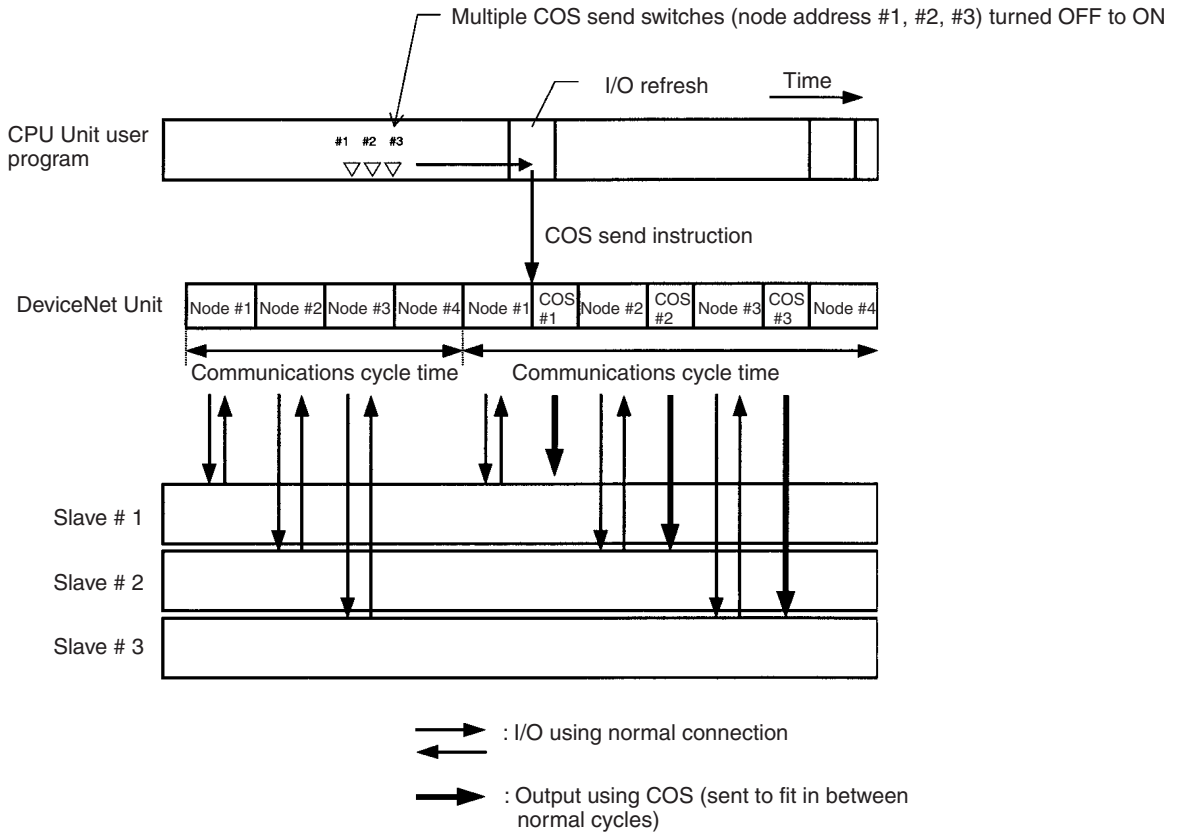 Multiple COS send switches (node address #1, #2, #3) turned OFF to ON
I/O refresh
Time
CPU Unit user
program
#1 #2 #3
COS send instruction
DeviceNet Unit
Node #1 Node #2 Node #3 Node #4 Node #1 COS #1 Node #2 COS #2 Node #3 COS #3 Node #4
Communications cycle time
Communications cycle time
Slave # 1
Slave # 2
Slave # 3
: I/O using normal connection
: Output using COS (sent to fit in between
normal cycles)